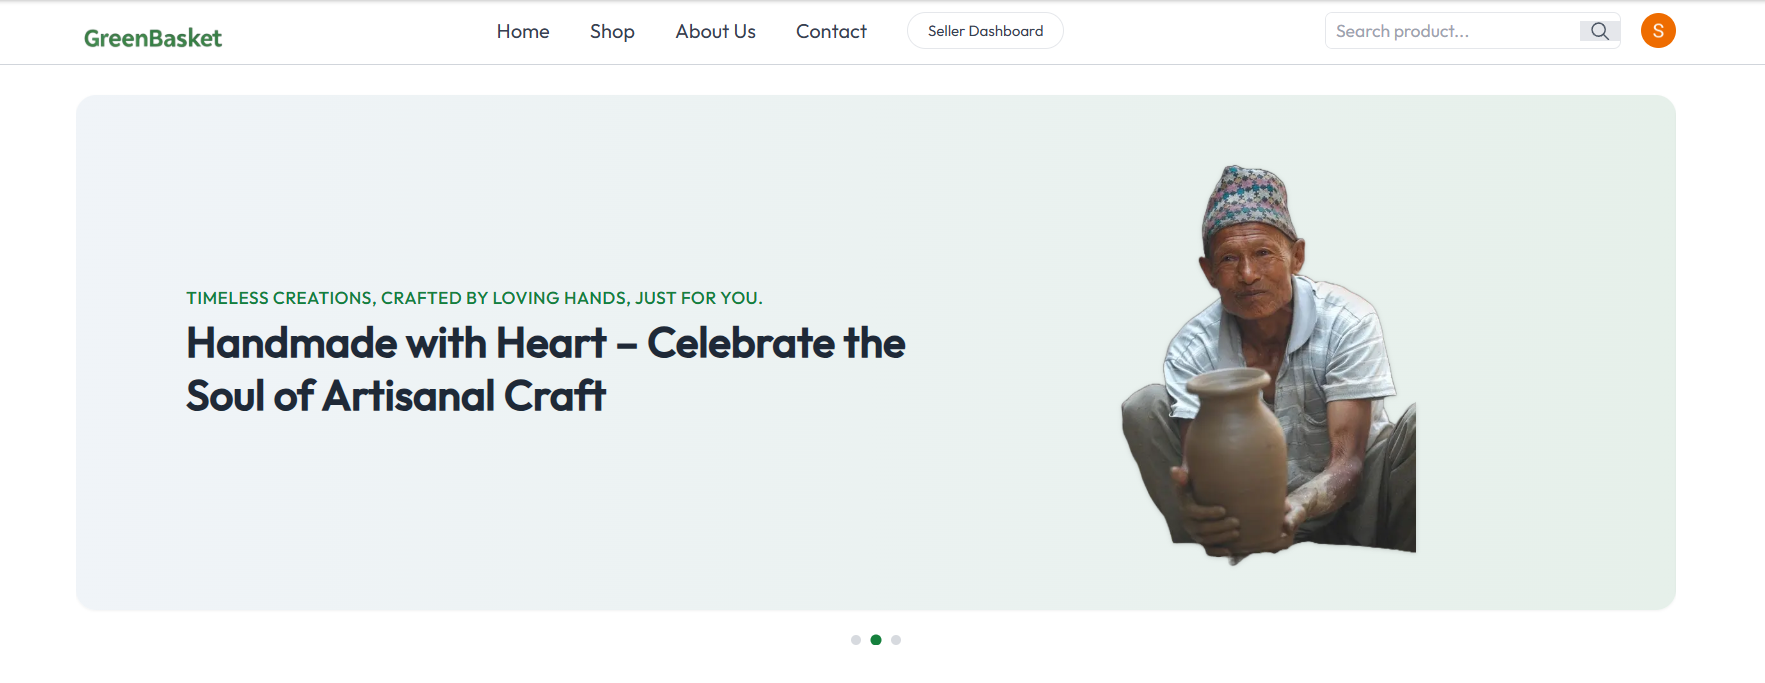 GreenBasket
Home
Shop
About Us
Contact
Seller Dashboard
Search product...
S
TIMELESS CREATIONS, CRAFTED BY LOVING HANDS, JUST FOR YOU.
Handmade with Heart – Celebrate the
Soul of Artisanal Craft